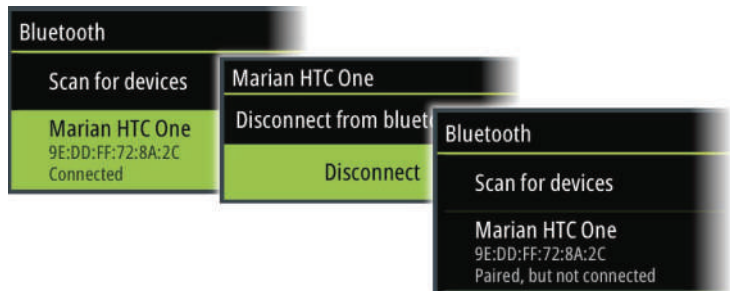 Bluetooth
Scan for devices
Marian HTC One
9E:DD:FF:72:8A:2C
Connected
Marian HTC One
Disconnect from
Disconnect
Bluetooth
Scan for devices
Marian HTC One
9E:DD:FF:72:8A:2C
Paired, but not connected